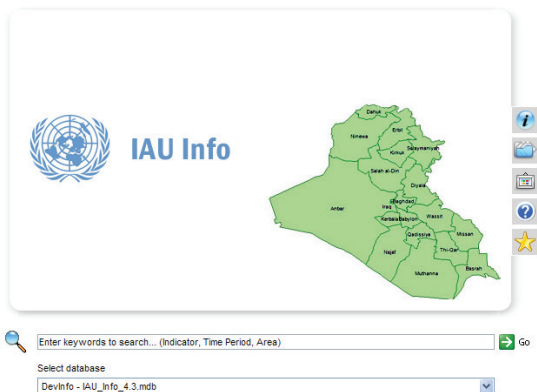 IAU Info
Dahuk
Ninewa
Erbil
Kirkuk
Sulaymaniyah
Salah al-Din
Diyala
Baghdad
Anbar
Iraq
Kerbala
Babylon
Wassit
Qadissiya
Missan
Najaf
Thi-Qar
Muthanna
Basrah
Enter keywords to search... (Indicator, Time Period, Area)
Go
Select database
DevInfo - IAU_Info_4.3.mdb